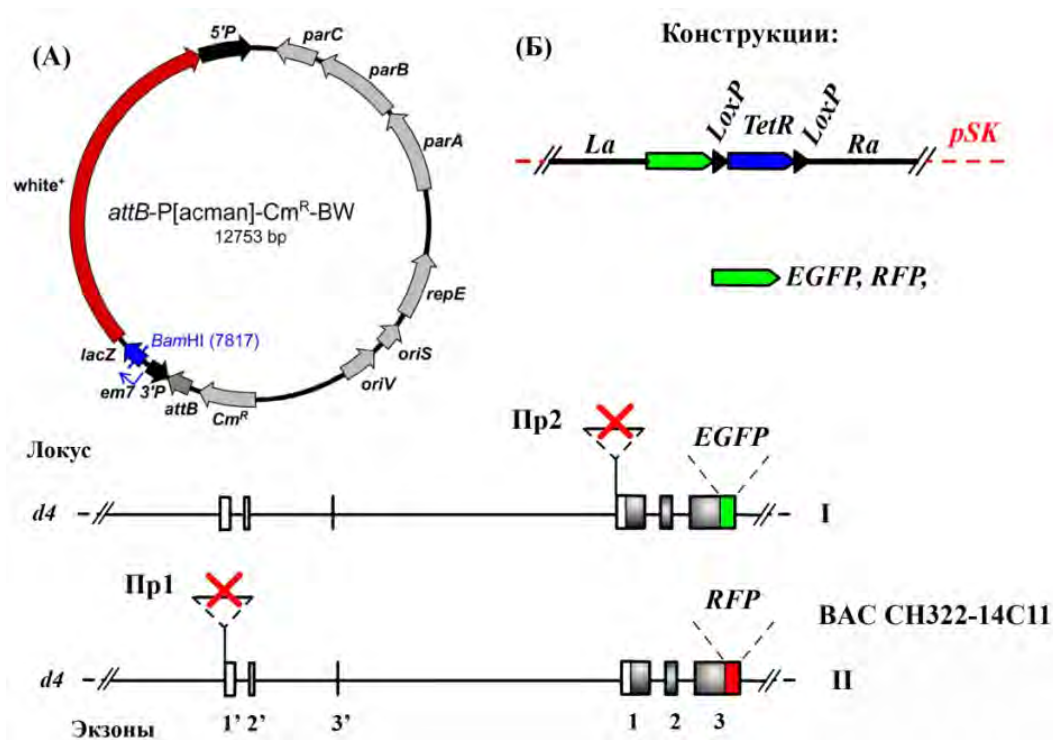 (А)
5'P
parC
parB
parA
white⁺
attB-P[acman]-Cmᴿ-BW
12753 bp
repE
oriS
oriV
Cmᴿ
attB
3'P
em7
lacZ
BamHI (7817)
(Б)
Конструкции:
La
LoxP
TetR
LoxP
Ra
pSK
EGFP, RFP,
Локус
Пр2
EGFP
d4
I
Пр1
RFP
BAC CH322-14C11
d4
II
Экзоны
1’ 2’ 3’ 1 2 3